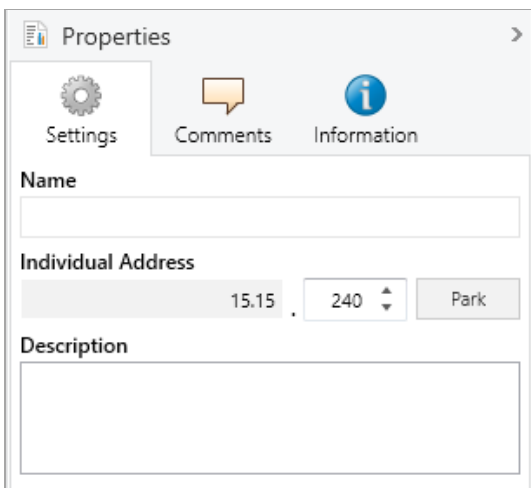 Properties
Settings Comments Information
Name
Individual Address
15.15 . 240 Park
Description